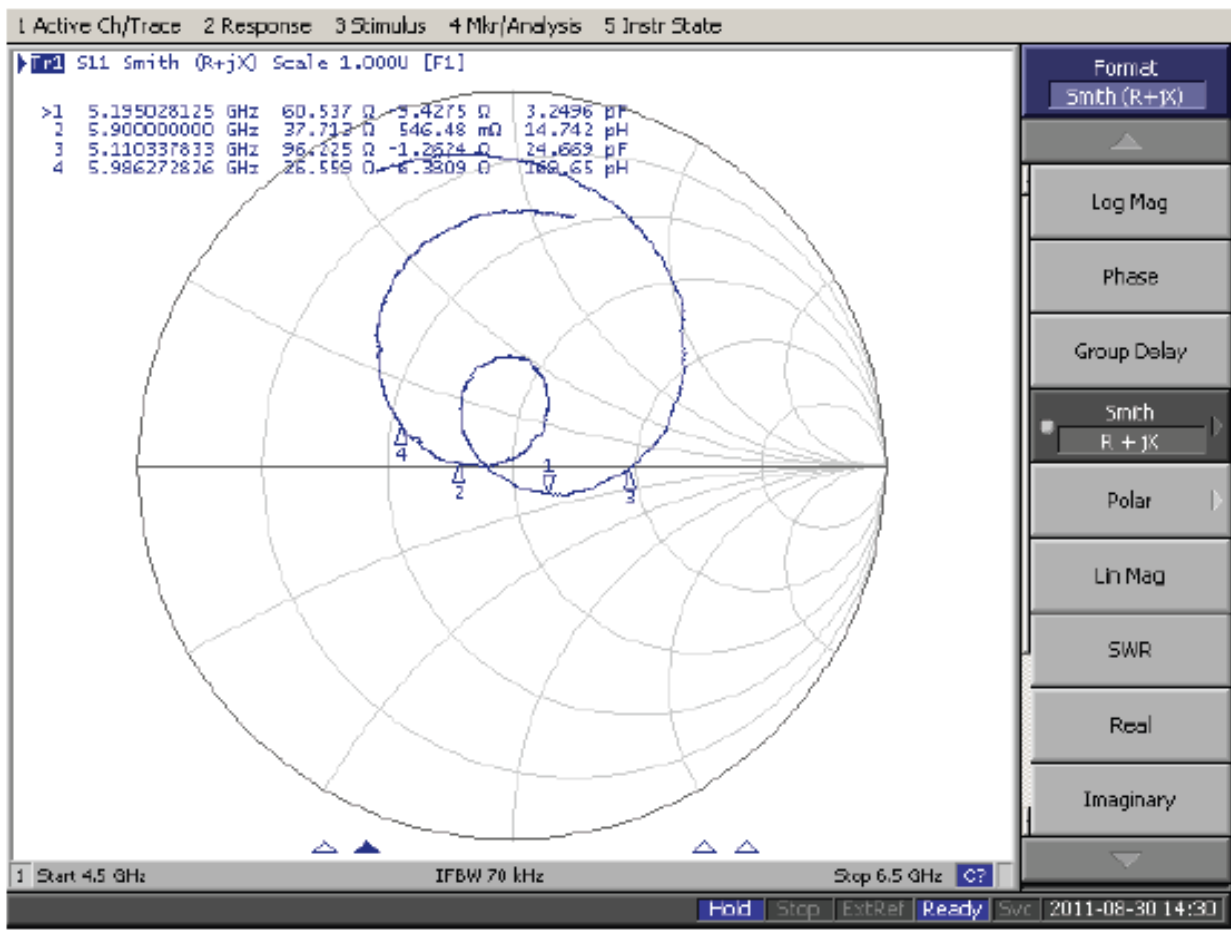 1 Active Ch/Trace 2 Response 3 Stimulus 4 Mkr/Analysis 5 Instr State
Tr1 S11 Smith (R+jX) Scale 1.000U [F1]
>1 5.195028125 GHz 60.537 Ω -9.4275 Ω 3.2496 pF
2 5.900000000 GHz 37.713 Ω 546.48 mΩ 14.742 pH
3 5.110337833 GHz 96.225 Ω -1.2624 Ω 24.669 pF
4 5.986272826 GHz 26.559 Ω 6.3309 Ω 168.65 pH
4
2
1
3
1 Start 4.5 GHz IFBW 70 kHz Stop 6.5 GHz C?
Format
Smith (R+jX)
Log Mag
Phase
Group Delay
Smith
R + jX
Polar
Lin Mag
SWR
Real
Imaginary
Hold Stop ExtRef Ready Svc 2011-08-30 14:30